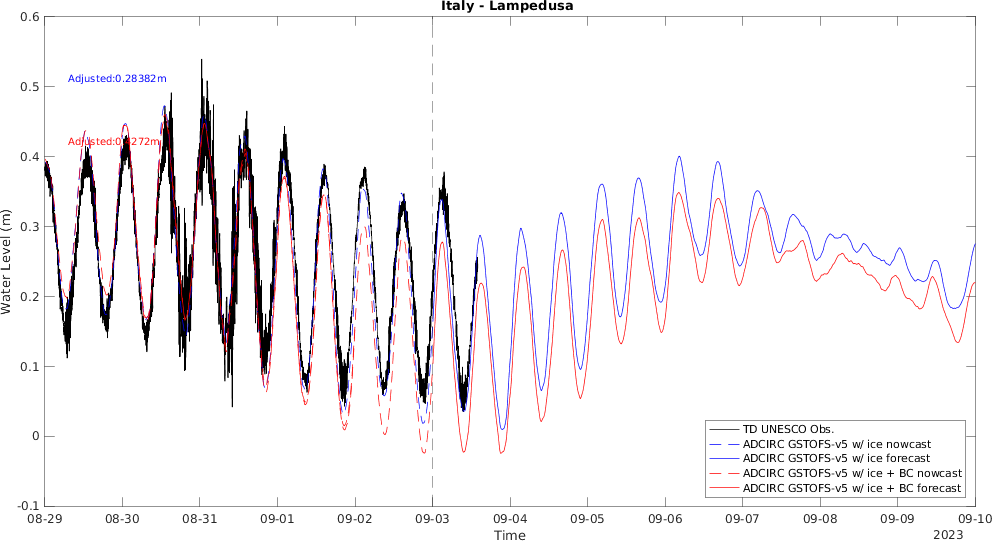 Italy - Lampedusa
0.6
0.5
0.4
0.3
0.2
0.1
0
-0.1
Water Level (m)
Adjusted:0.28382m
08-29 08-30 08-31 09-01 09-02 09-03 09-04 09-05 09-06 09-07 09-08 09-09 09-10
Time
2023
TD UNESCO Obs.
ADCIRC GSTOFS-v5 w/ ice nowcast
ADCIRC GSTOFS-v5 w/ ice forecast
ADCIRC GSTOFS-v5 w/ ice + BC nowcast
ADCIRC GSTOFS-v5 w/ ice + BC forecast